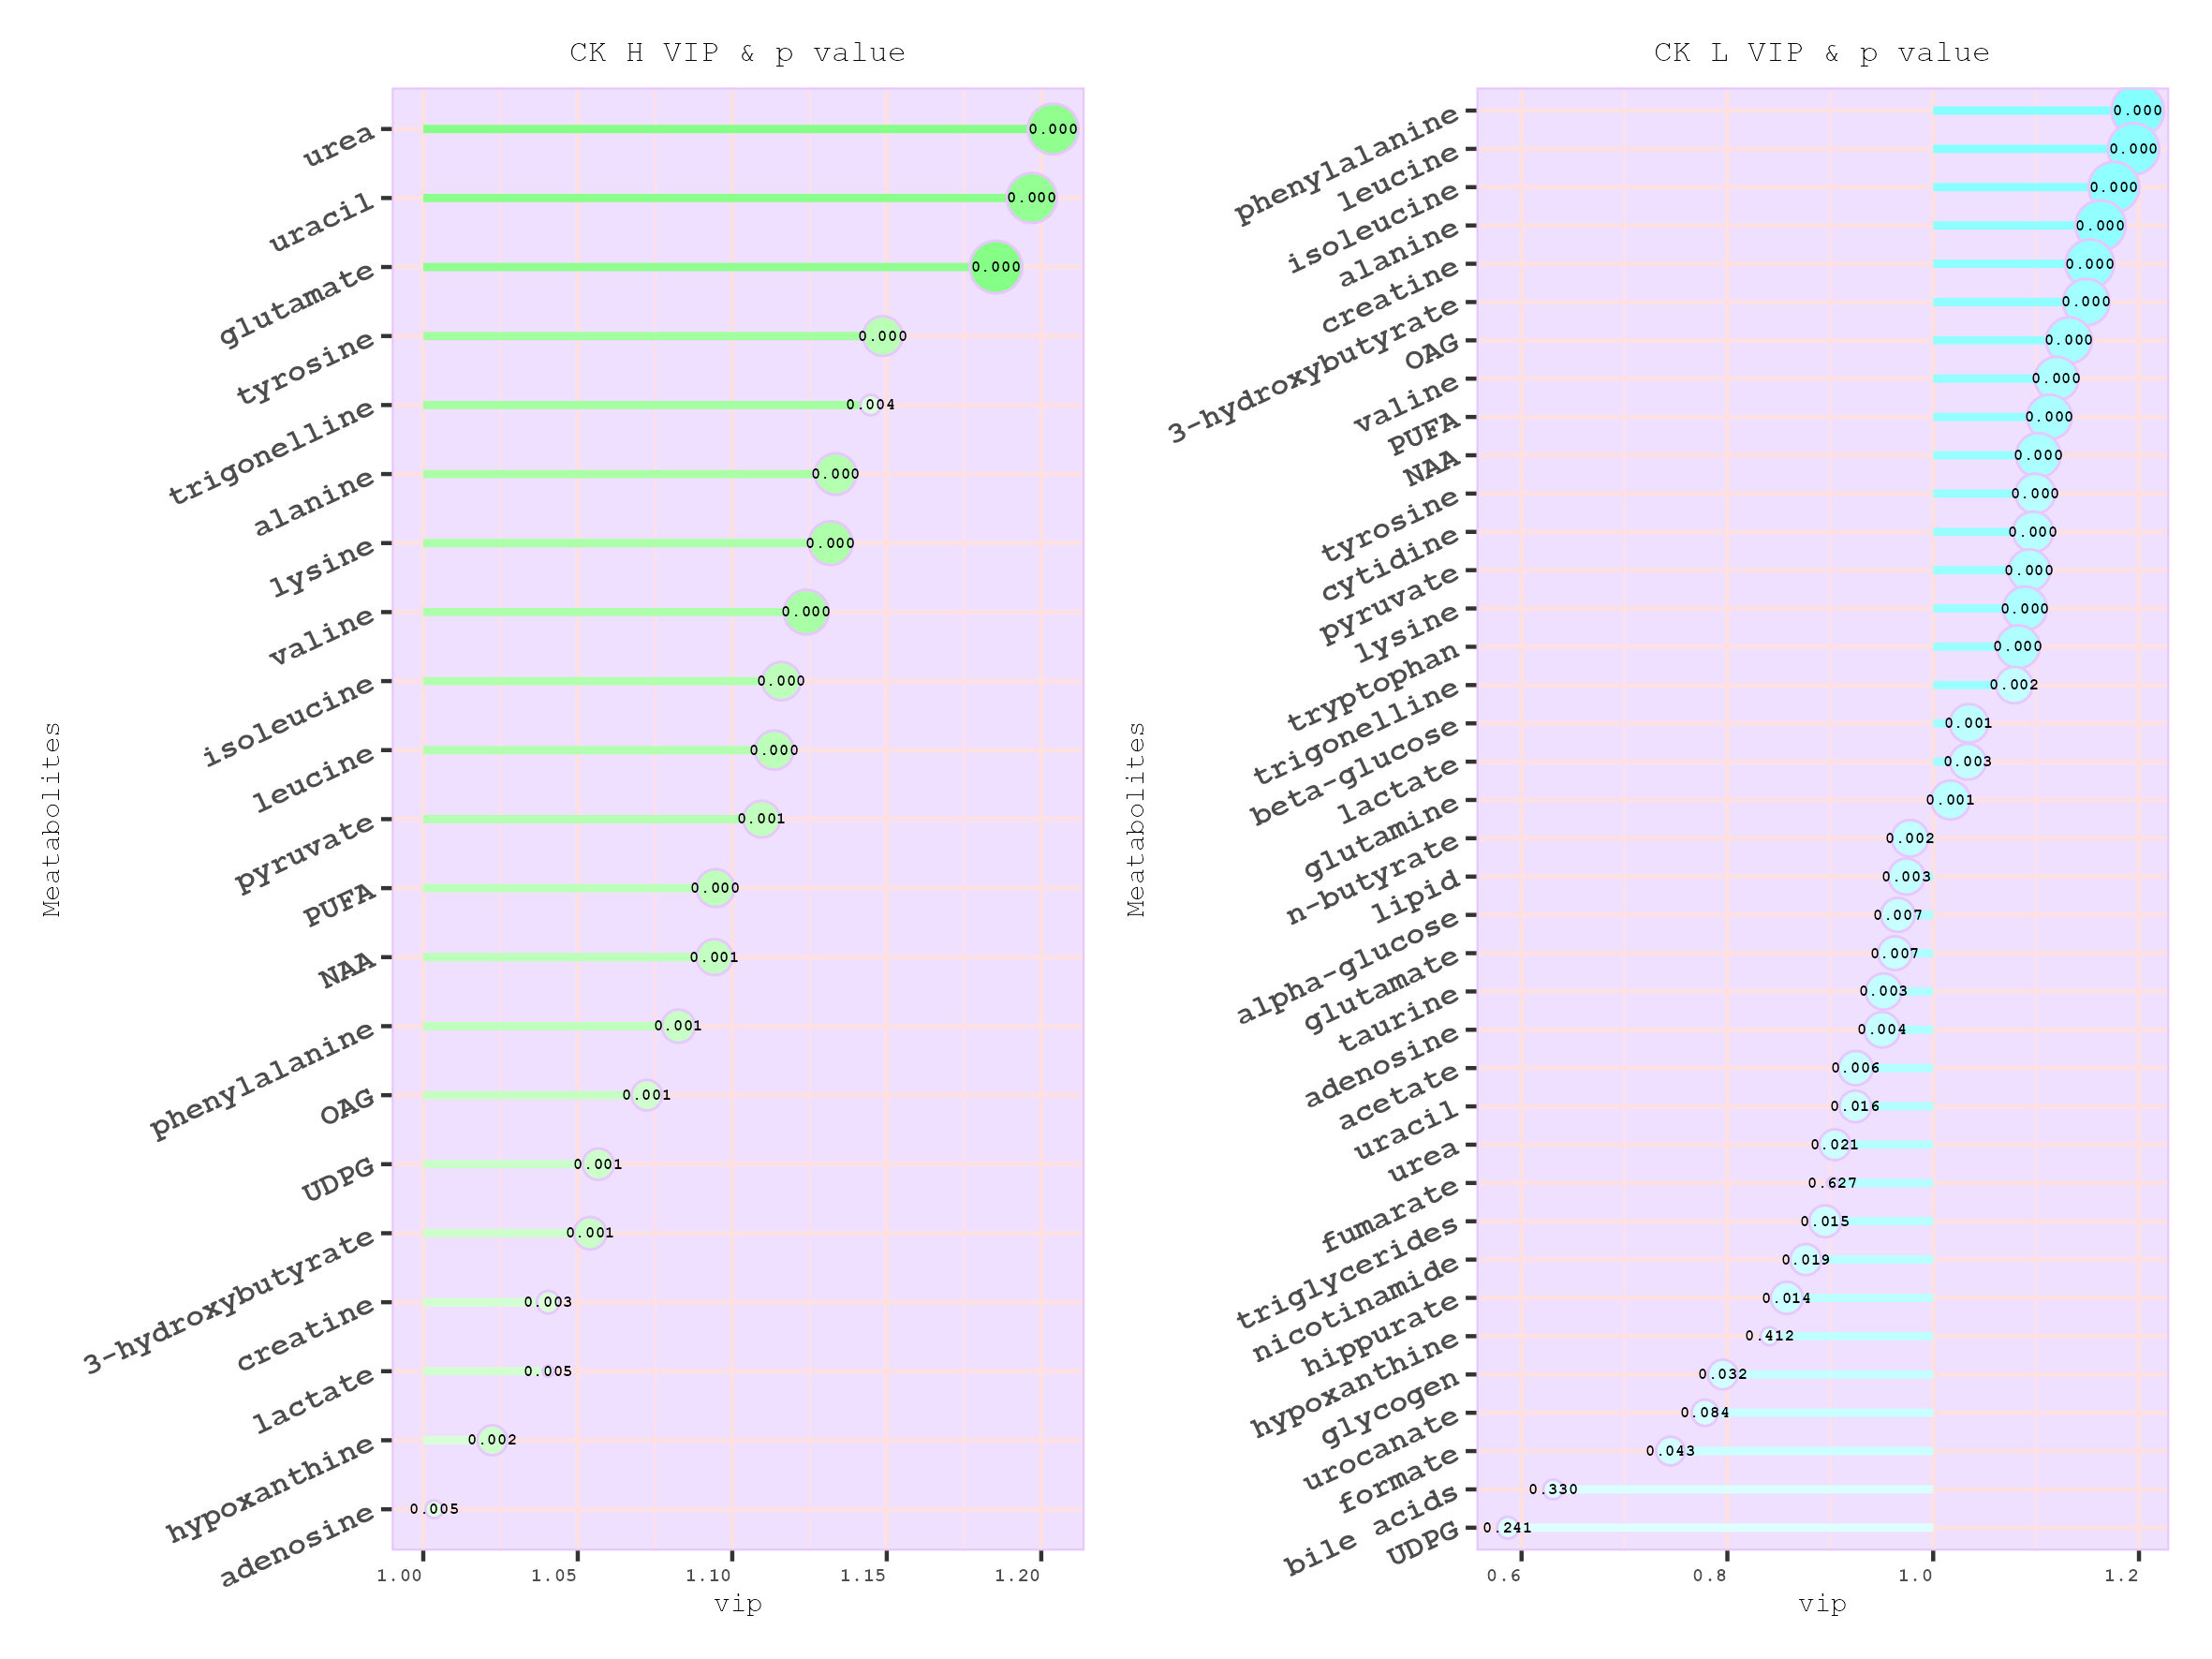 CK H VIP & p value
Meatabolites
urea 0.000
uracil 0.000
glutamate 0.000
tyrosine 0.000
trigonelline 0.004
alanine 0.000
lysine 0.000
valine 0.000
isoleucine 0.000
leucine 0.000
pyruvate 0.001
PUFA 0.000
NAA 0.001
phenylalanine 0.001
OAG 0.001
UDPG 0.001
3-hydroxybutyrate 0.001
creatine 0.003
lactate 0.005
hypoxanthine 0.002
adenosine 0.005
1.00 1.05 1.10 1.15 1.20
vip
CK L VIP & p value
Meatabolites
phenylalanine 0.000
leucine 0.000
isoleucine 0.000
alanine 0.000
creatine 0.000
3-hydroxybutyrate 0.000
OAG 0.000
valine 0.000
PUFA 0.000
NAA 0.000
tyrosine 0.000
cytidine 0.000
pyruvate 0.000
lysine 0.000
tryptophan 0.000
trigonelline 0.002
beta-glucose 0.001
lactate 0.003
glutamine 0.001
n-butyrate 0.002
lipid 0.003
alpha-glucose 0.007
glutamate 0.007
taurine 0.003
adenosine 0.004
acetate 0.006
uracil 0.016
urea 0.021
fumarate 0.627
triglycerides 0.015
nicotinamide 0.019
hippurate 0.014
hypoxanthine 0.412
glycogen 0.032
urocanate 0.084
formate 0.043
bile acids 0.330
UDPG 0.241
0.6 0.8 1.0 1.2
vip